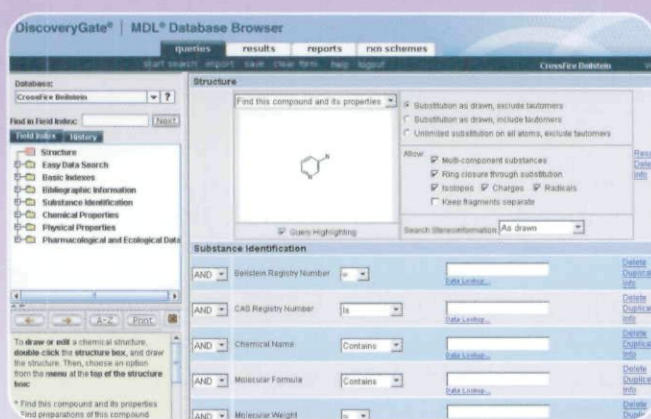 DiscoveryGate® | MDL® Database Browser
queries results reports rxn schemes
start search import save clear form help logout CrossFire Beilstein
Database:
CrossFire Beilstein ?
Find in Field Index: Next
Field Index History
Structure
Easy Data Search
Basic Indexes
Bibliographic Information
Substance Identification
Chemical Properties
Physical Properties
Pharmacological and Ecological Data
A-Z Print
To draw or edit a chemical structure,
double-click the structure box, and draw
the structure. Then, choose an option
from the menu at the top of the structure
box:
* Find this compound and its properties
* Find preparations of this compound
Structure
Find this compound and its properties
Query Highlighting
Substitution as drawn, exclude tautomers
Substitution as drawn, include tautomers
Unlimited substitution on all atoms, exclude tautomers
Allow:
Multi-component substances
Ring closure through substitution
Isotopes Charges Radicals
Keep fragments separate
Search Stereoinformation: As drawn
Substance Identification
AND Beilstein Registry Number = Delete
Data Lookup... Info
AND CAS Registry Number Is Delete
Data Lookup... Info
AND Chemical Name Contains Delete
Data Lookup... Info
AND Molecular Formula Contains Delete
Data Lookup... Info
AND Molecular Weight = Delete